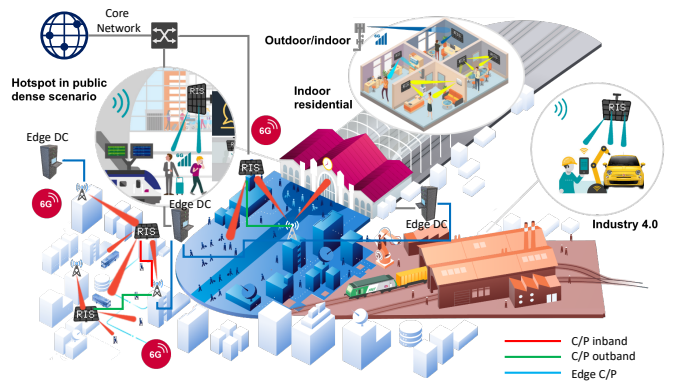 Core
Network
Outdoor/indoor
Hotspot in public
dense scenario
Indoor
residential
RIS
RIS
6G
6G
Edge DC
RIS
6G
Edge DC
Edge DC
Industry 4.0
RIS
RIS
6G
C/P inband
C/P outband
Edge C/P